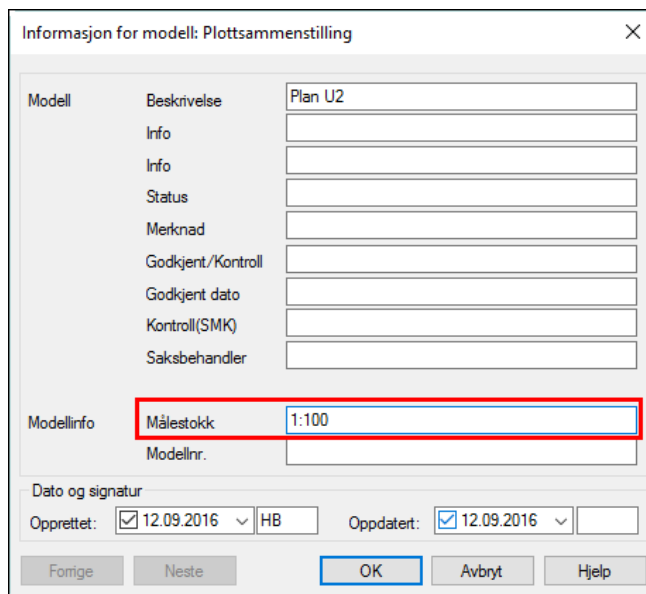 Informasjon for modell: Plottsammenstilling
Modell Beskrivelse Plan U2
Info
Info
Status
Merknad
Godkjent/Kontroll
Godkjent dato
Kontroll(SMK)
Saksbehandler
Modellinfo Målestokk 1:100
Modellnr.
Dato og signatur
Opprettet: 12.09.2016 HB Oppdatert: 12.09.2016
Forrige Neste OK Avbryt Hjelp